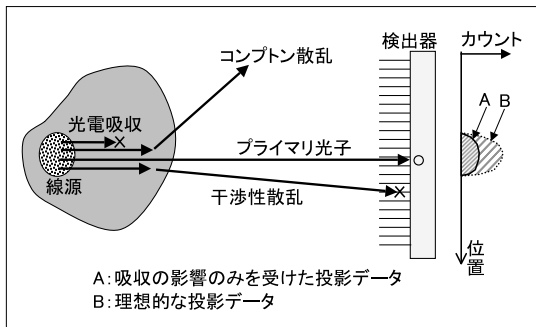 コンプトン散乱
検出器
カウント
A
B
光電吸収
プライマリ光子
線源
干渉性散乱
位置
A:吸収の影響のみを受けた投影データ
B:理想的な投影データ